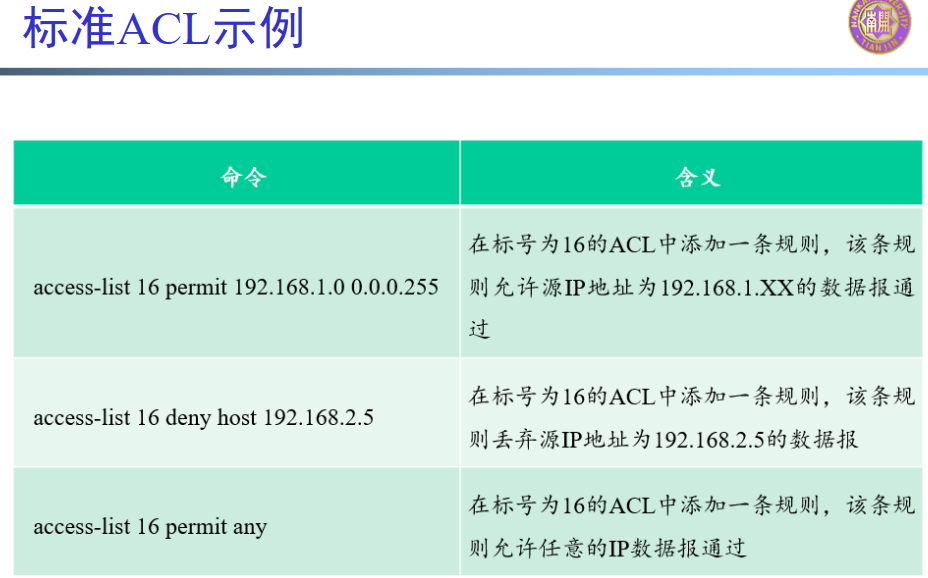 标准ACL示例
命令
含义
access-list 16 permit 192.168.1.0 0.0.0.255
在标号为16的ACL中添加一条规则，该条规
则允许源IP地址为192.168.1.XX的数据报通
过
access-list 16 deny host 192.168.2.5
在标号为16的ACL中添加一条规则，该条规
则丢弃源IP地址为192.168.2.5的数据报
access-list 16 permit any
在标号为16的ACL中添加一条规则，该条规
则允许任意的IP数据报通过